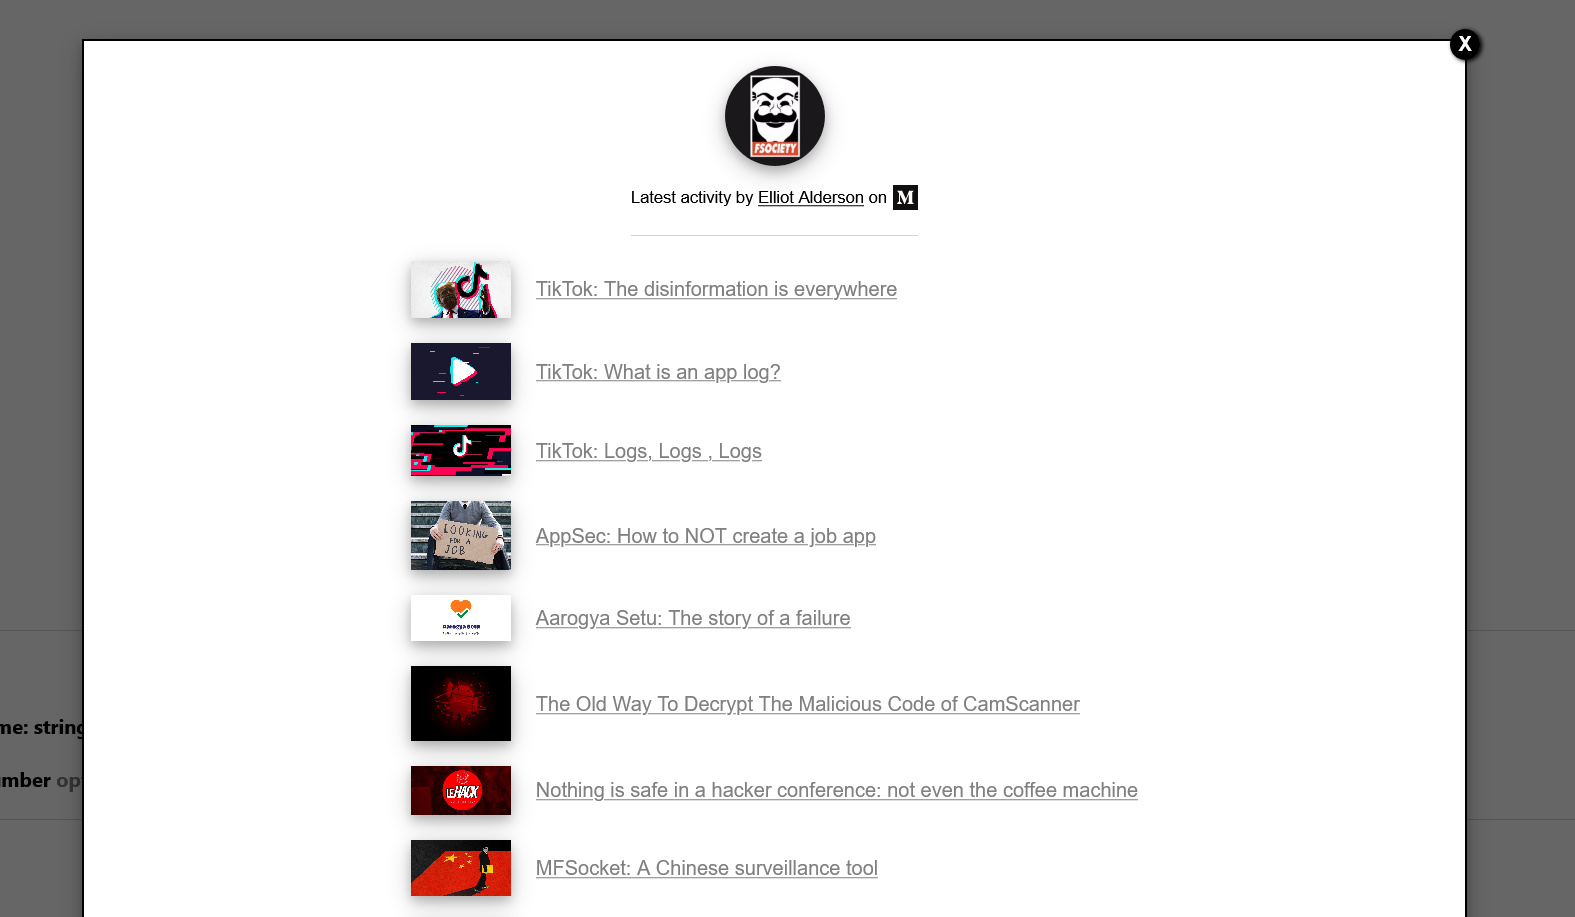 X
FSOCIETY
Latest activity by Elliot Alderson on M
TikTok: The disinformation is everywhere
TikTok: What is an app log?
TikTok: Logs, Logs , Logs
LOOKING
FOR A
JOB
AppSec: How to NOT create a job app
Aarogya Setu: The story of a failure
The Old Way To Decrypt The Malicious Code of CamScanner
me: string
mber op
LEHACK
Nothing is safe in a hacker conference: not even the coffee machine
MFSocket: A Chinese surveillance tool